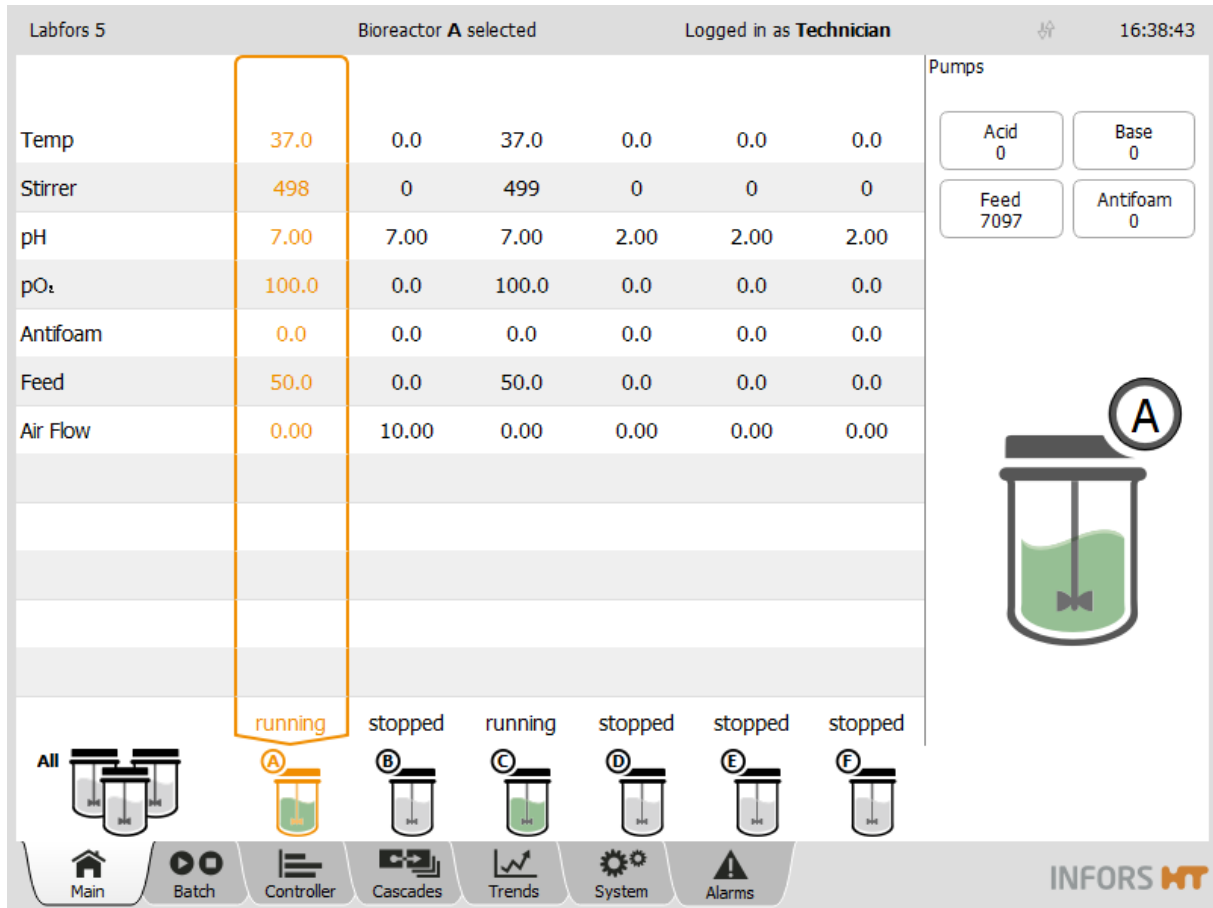 Labfors 5 Bioreactor A selected Logged in as Technician 16:38:43
Pumps
Temp 37.0 0.0 37.0 0.0 0.0 0.0
Acid Base
0 0
Stirrer 498 0 499 0 0 0
Feed Antifoam
7097 0
pH 7.00 7.00 7.00 2.00 2.00 2.00
pO₂ 100.0 0.0 100.0 0.0 0.0 0.0
Antifoam 0.0 0.0 0.0 0.0 0.0 0.0
Feed 50.0 0.0 50.0 0.0 0.0 0.0
A
Air Flow 0.00 10.00 0.00 0.00 0.00 0.00
running stopped running stopped stopped stopped
All A B C D E F
Main Batch Controller Cascades Trends System Alarms
INFORS HT